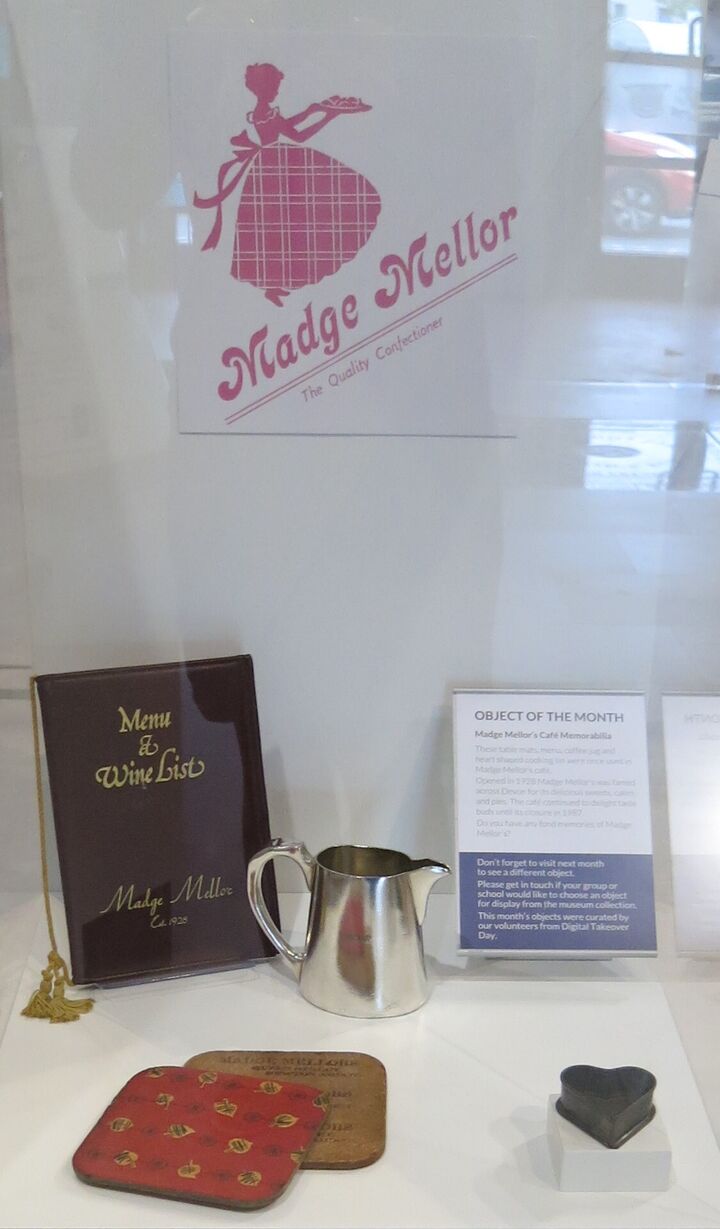 Madge Mellor
The Quality Confectioner
Menu
&
Wine List
Madge Mellor
Est. 1928
OBJECT OF THE MONTH
Madge Mellor's Café Memorabilia
These table mats, menu, coffee jug and
heart shaped cooking tin were once used in
Madge Mellor's café.
Opened in 1928 Madge Mellor's was famed
across Devon for its delicious sweets, cakes
and pies. The café continued to delight taste
buds until its closure in 1987.
Do you have any fond memories of Madge
Mellor's?
Don't forget to visit next month
to see a different object.
Please get in touch if your group or
school would like to choose an object
for display from the museum collection.
This month's objects were curated by
our volunteers from Digital Takeover
Day.
MADGE MELLORS